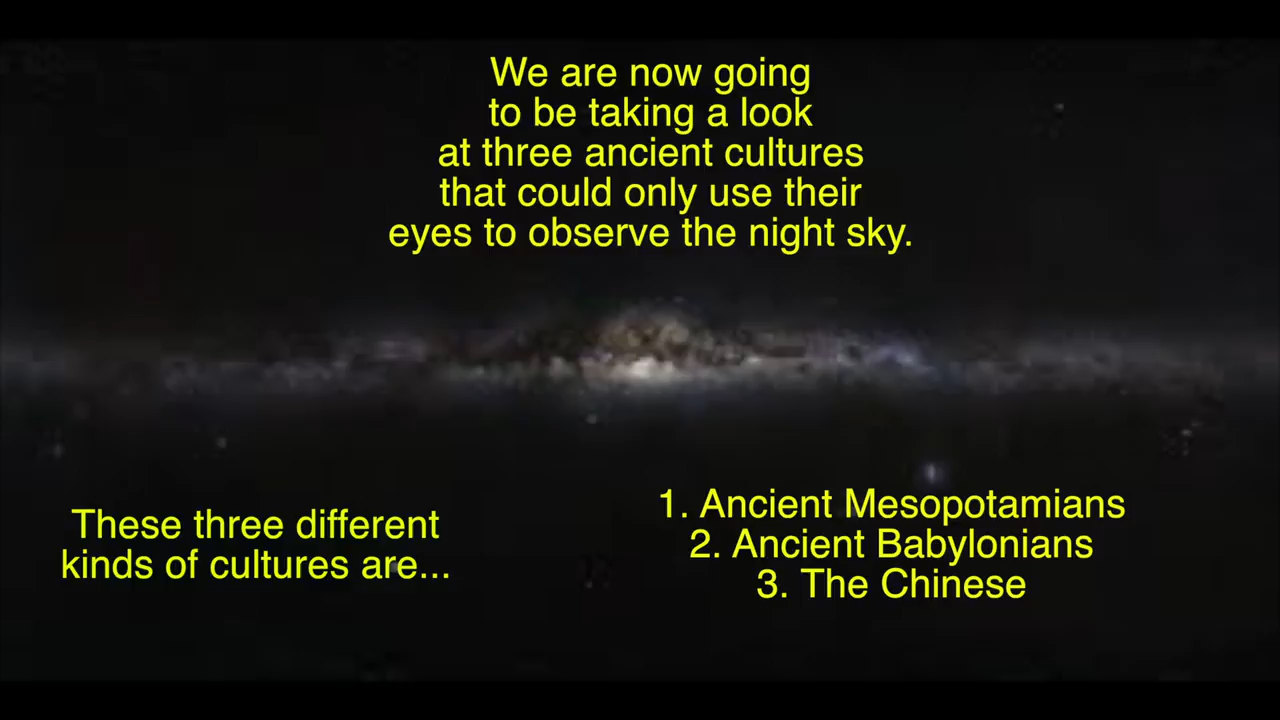 We are now going
to be taking a look
at three ancient cultures
that could only use their
eyes to observe the night sky.
These three different
kinds of cultures are...
1. Ancient Mesopotamians
2. Ancient Babylonians
3. The Chinese